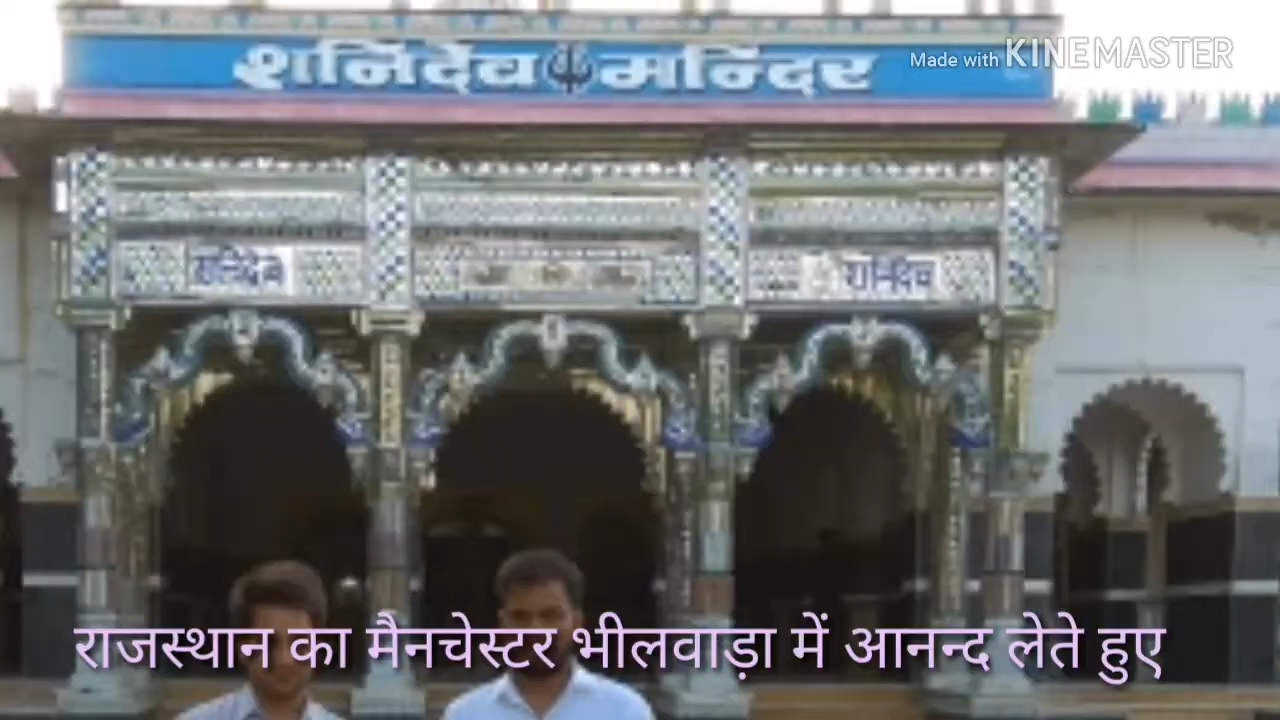 शनिदेव मन्दिर
Made with KINEMASTER
शनिदेव
शनिदेव
राजस्थान का मैनचेस्टर भीलवाड़ा में आनन्द लेते हुए